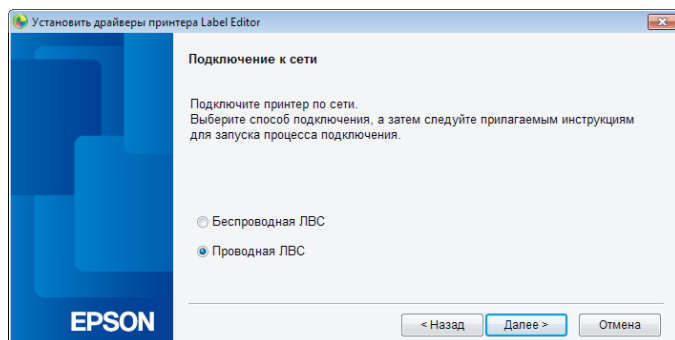 Установить драйверы принтера Label Editor
Подключение к сети
Подключите принтер по сети.
Выберите способ подключения, а затем следуйте прилагаемым инструкциям
для запуска процесса подключения.
Беспроводная ЛВС
Проводная ЛВС
EPSON
< Назад
Далее >
Отмена